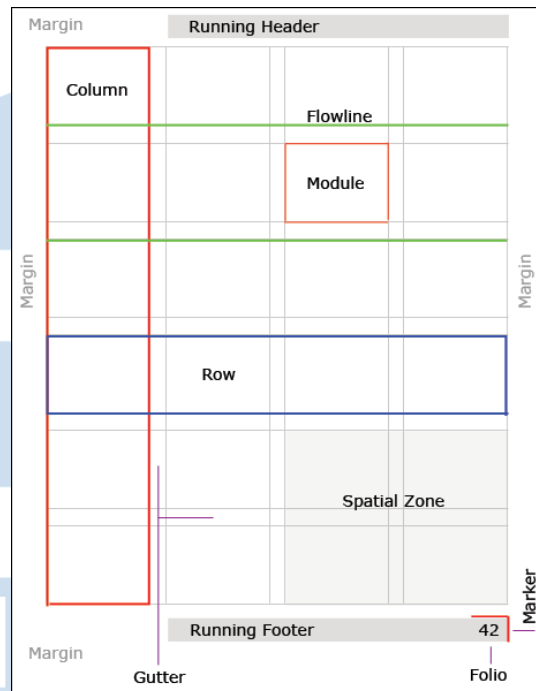 Margin
Running Header
Column
Flowline
Module
Margin
Margin
Row
Spatial Zone
Marker
Running Footer
42
Margin
Gutter
Folio